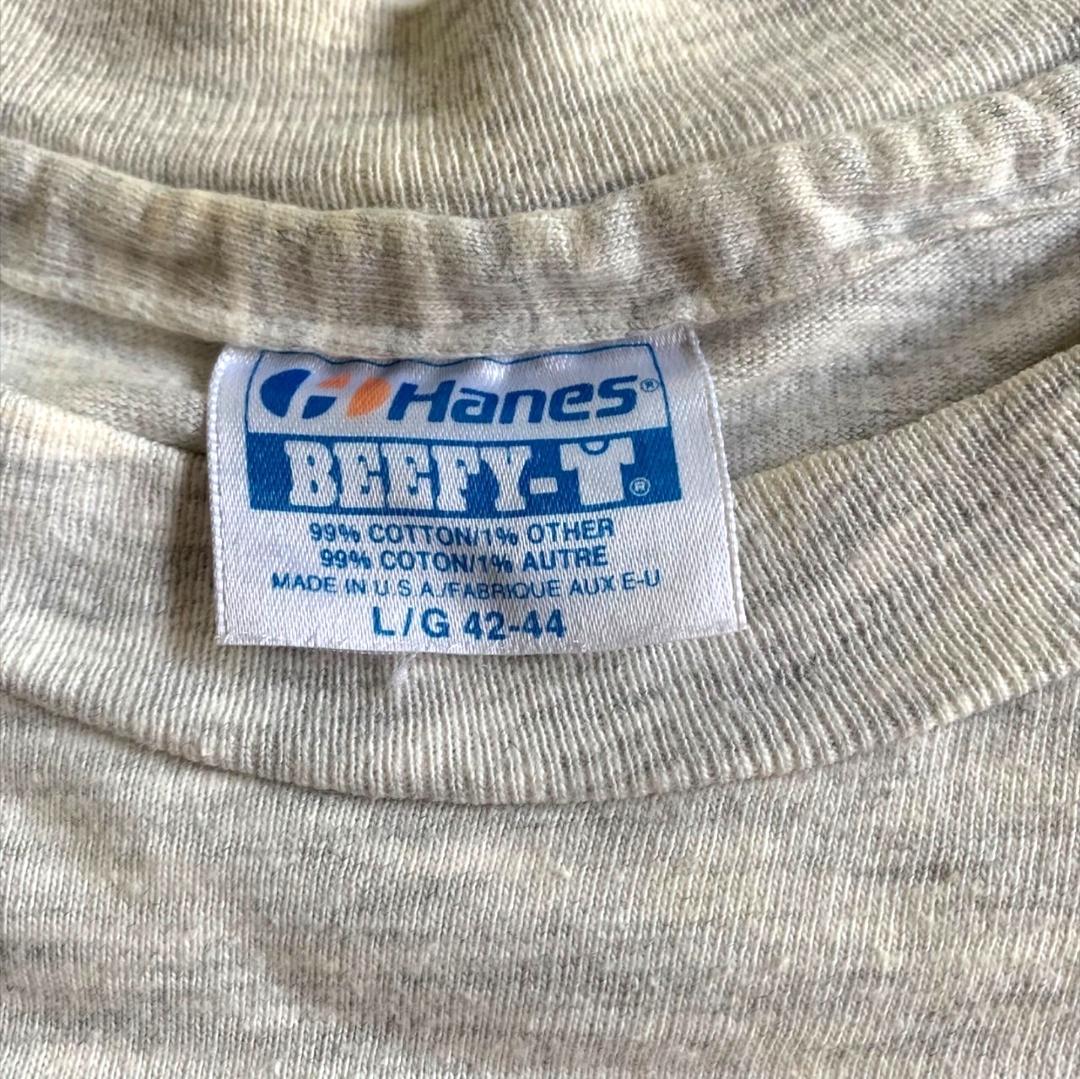 Hanes®
BEEFY-T®
99% COTTON/1% OTHER
99% COTON/1% AUTRE
MADE IN U.S.A./FABRIQUE AUX E-U
L/G 42-44